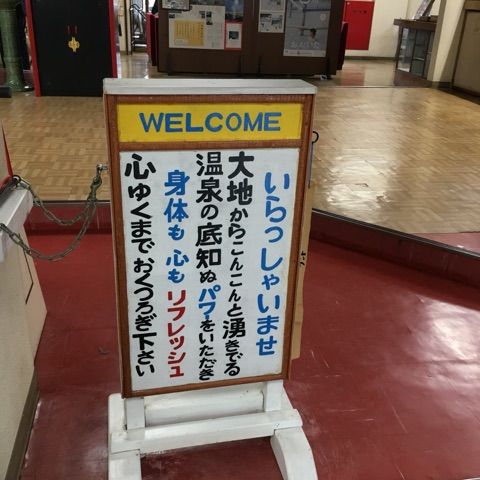 WELCOME
いらっしゃいませ
大地からこんこんと湧きでる
温泉の底知ぬパワーをいただき
身体も心もリフレッシュ
心ゆくまでおくつろぎ下さい